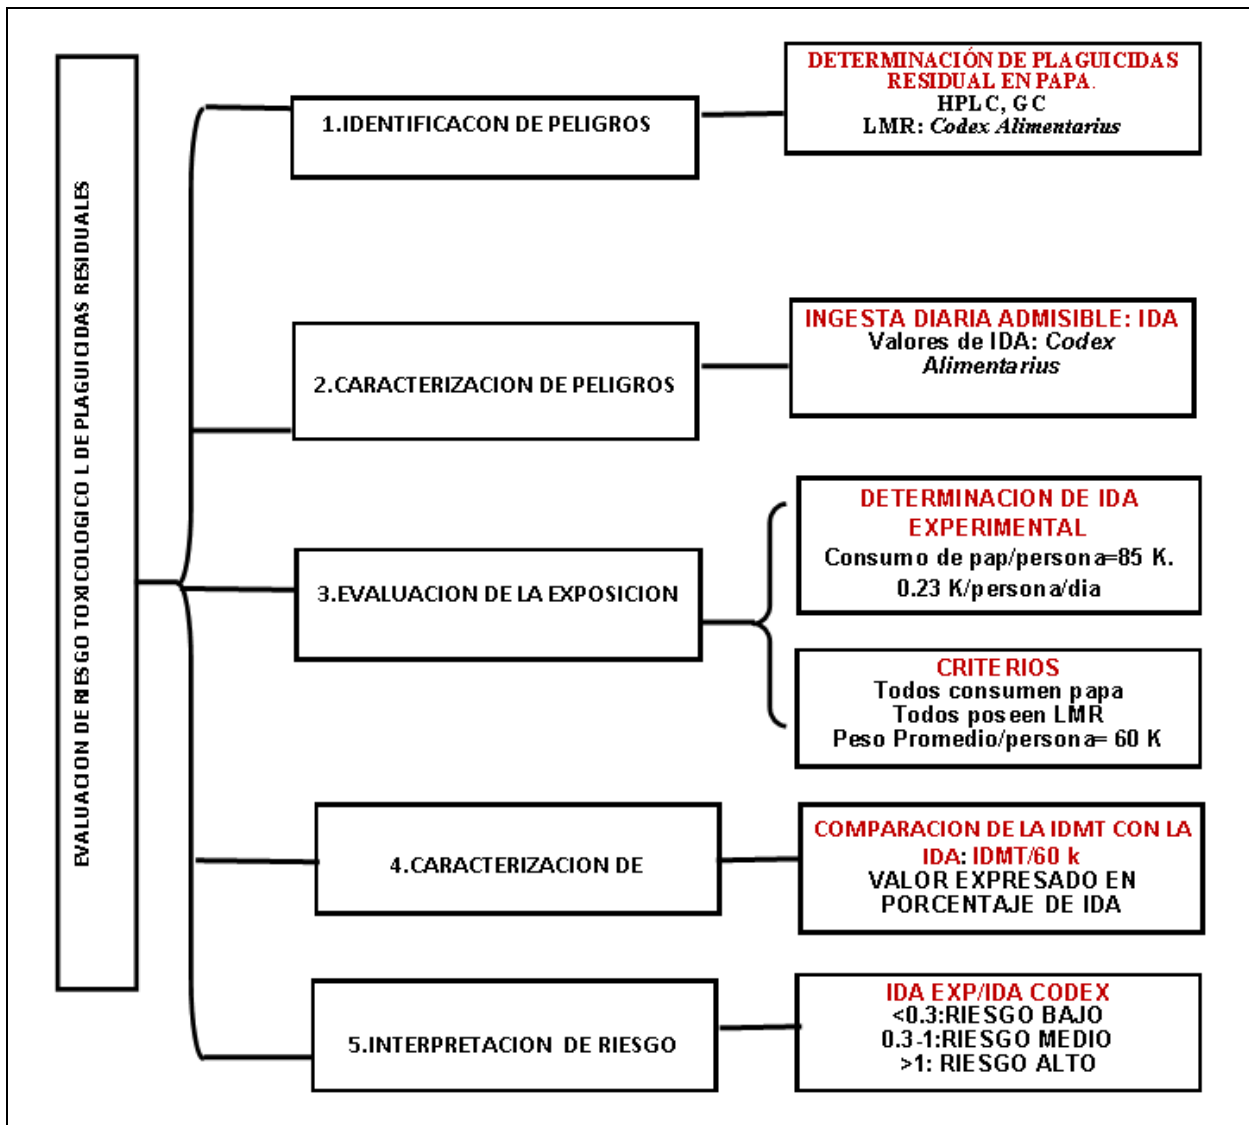 EVALUACION DE RIESGO TOXICOLOGICO L DE PLAGUICIDAS RESIDUALES
1.IDENTIFICACON DE PELIGROS
DETERMINACIÓN DE PLAGUICIDAS
RESIDUAL EN PAPA.
HPLC, GC
LMR: Codex Alimentarius
2.CARACTERIZACION DE PELIGROS
INGESTA DIARIA ADMISIBLE: IDA
Valores de IDA: Codex
Alimentarius
3.EVALUACION DE LA EXPOSICION
DETERMINACION DE IDA
EXPERIMENTAL
Consumo de pap/persona=85 K.
0.23 K/persona/dia
CRITERIOS
Todos consumen papa
Todos poseen LMR
Peso Promedio/persona= 60 K
4.CARACTERIZACION DE
COMPARACION DE LA IDMT CON LA
IDA: IDMT/60 k
VALOR EXPRESADO EN
PORCENTAJE DE IDA
5.INTERPRETACION DE RIESGO
IDA EXP/IDA CODEX
<0.3:RIESGO BAJO
0.3-1:RIESGO MEDIO
>1: RIESGO ALTO